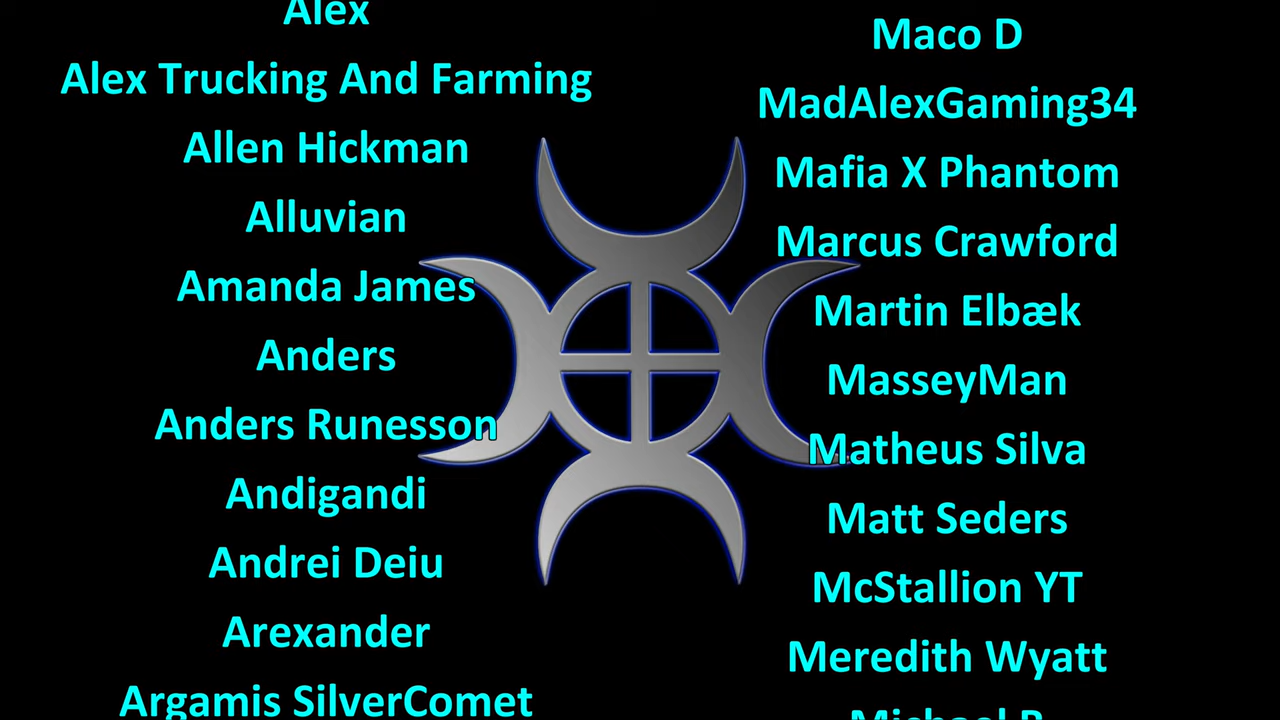 Alex
Alex Trucking And Farming
Allen Hickman
Alluvian
Amanda James
Anders
Anders Runesson
Andigandi
Andrei Deiu
Arexander
Argamis SilverComet
Maco D
MadAlexGaming34
Mafia X Phantom
Marcus Crawford
Martin Elbæk
MasseyMan
Matheus Silva
Matt Seders
McStallion YT
Meredith Wyatt
Michael